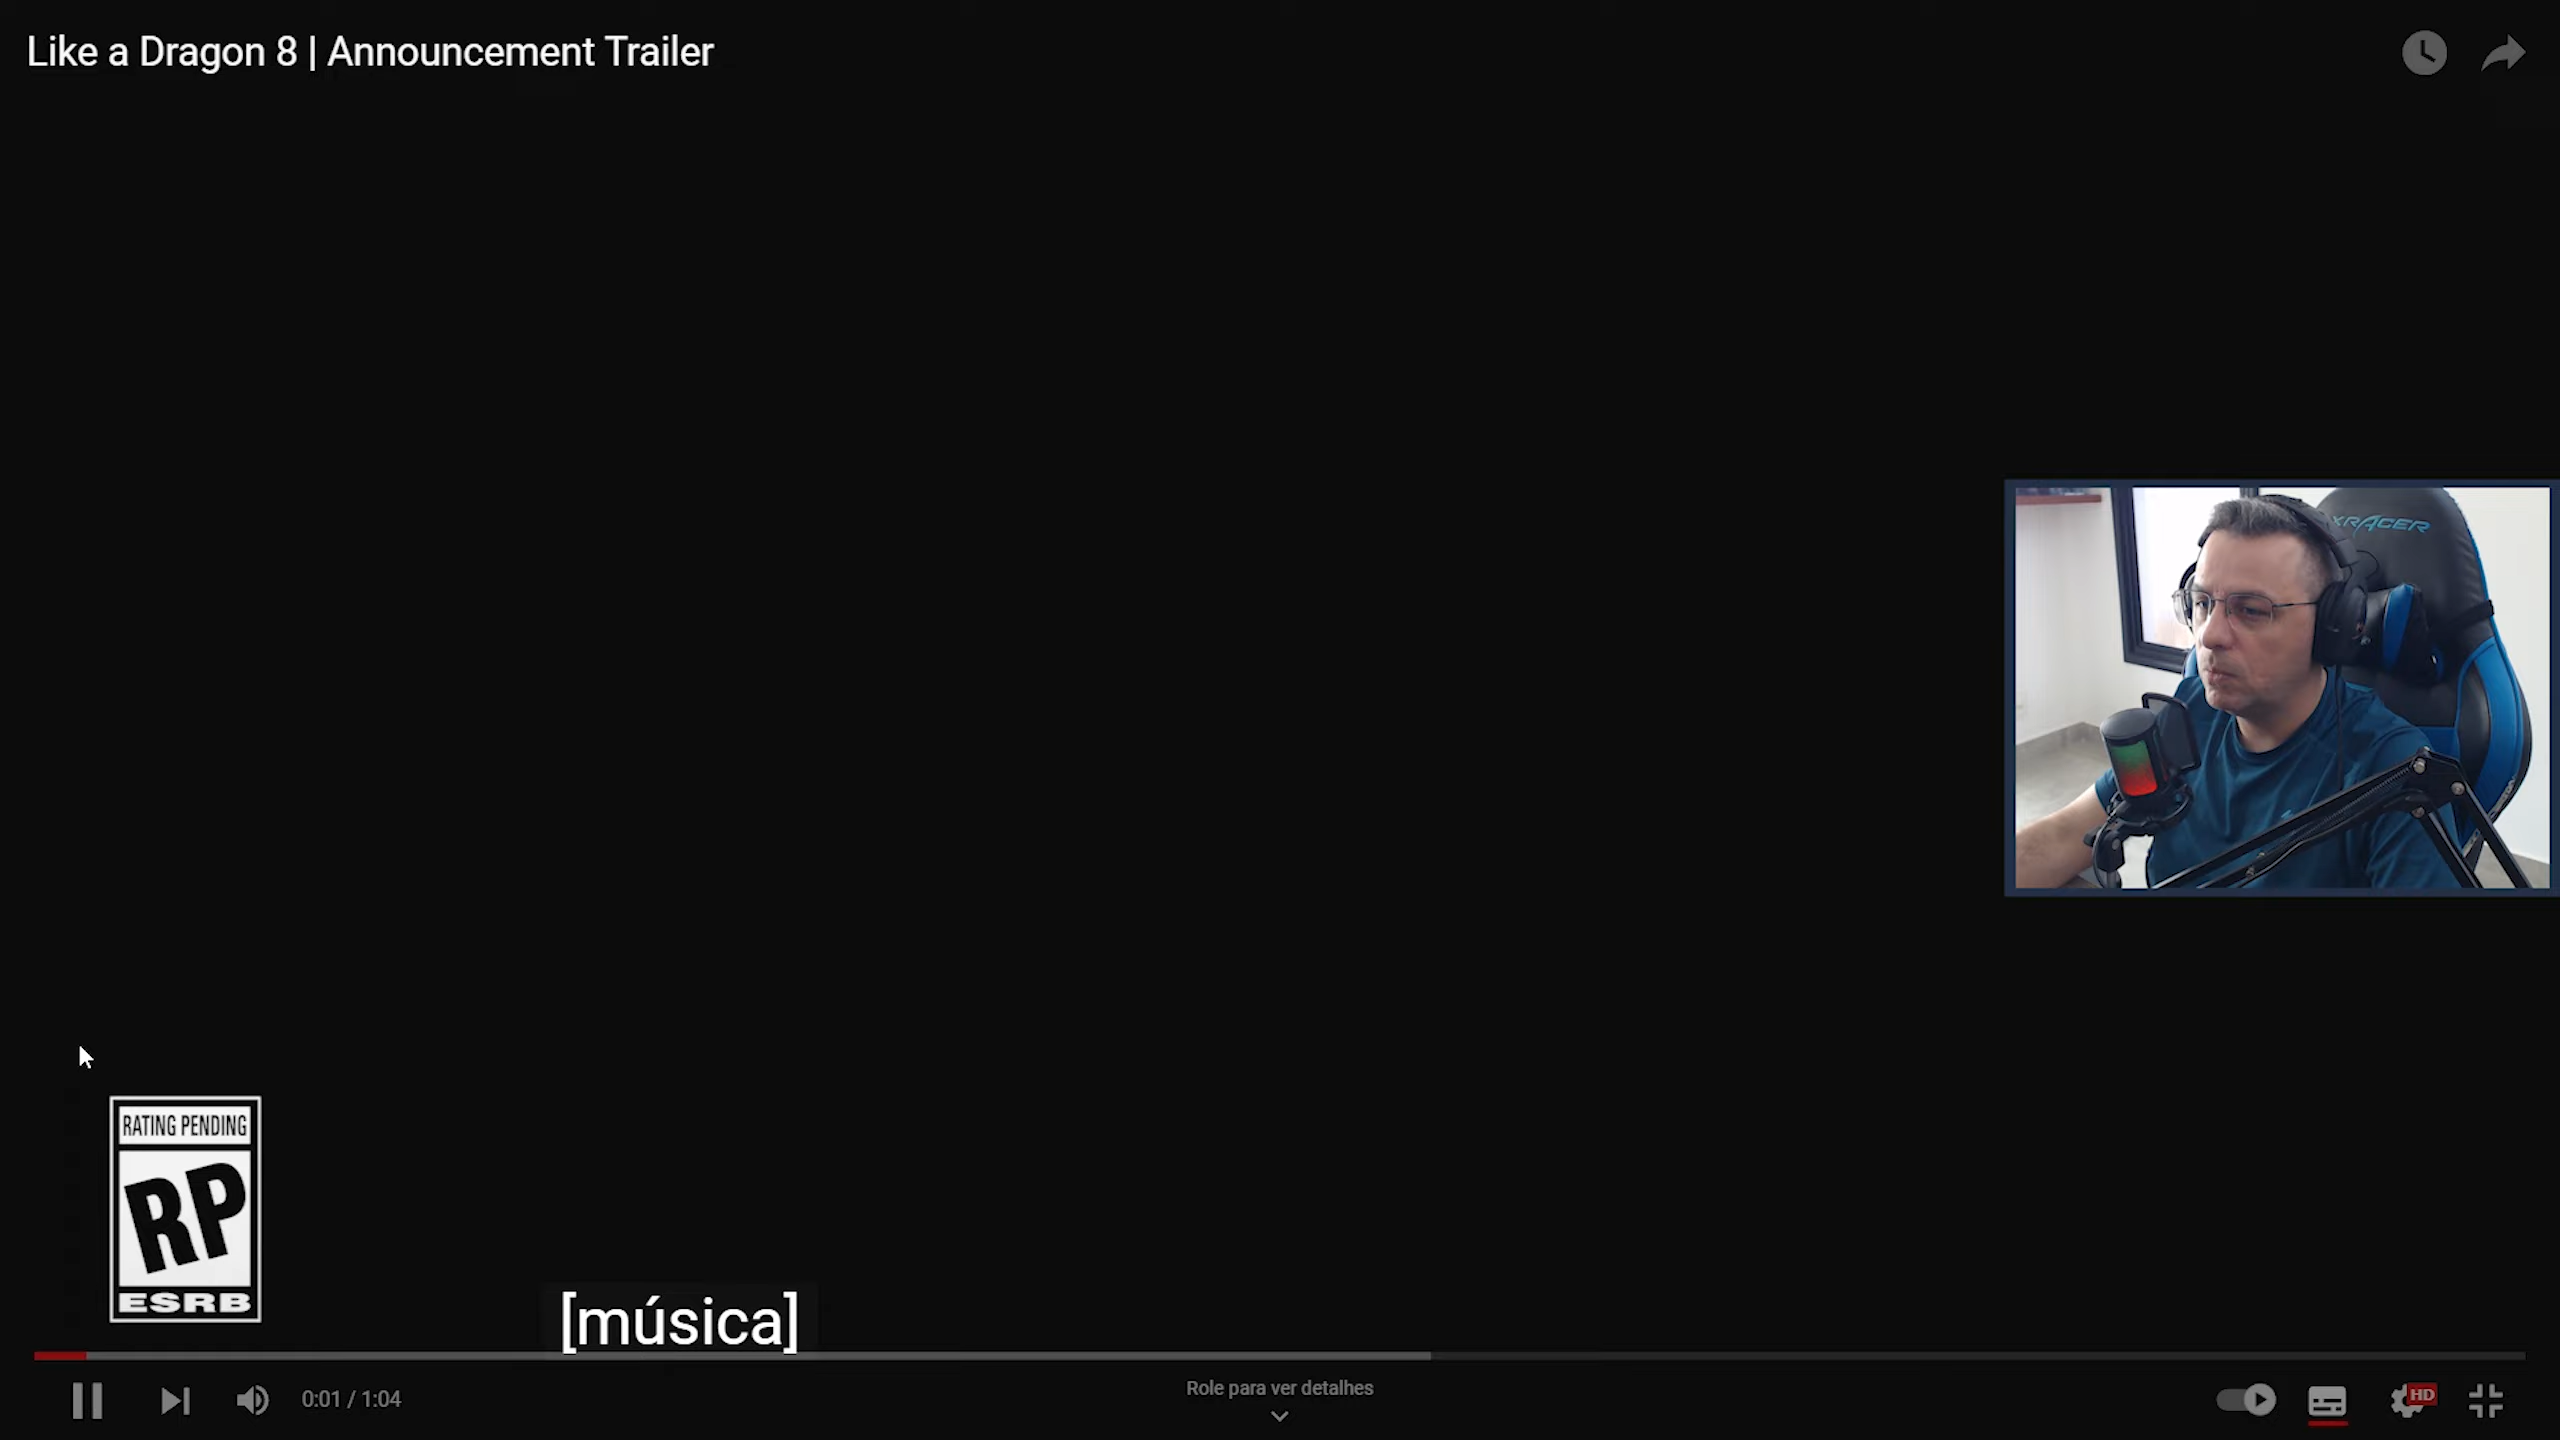 Like a Dragon 8 | Announcement Trailer
XRACER
RATING PENDING
RP
ESRB
[música]
0:01 / 1:04
Role para ver detalhes
HD